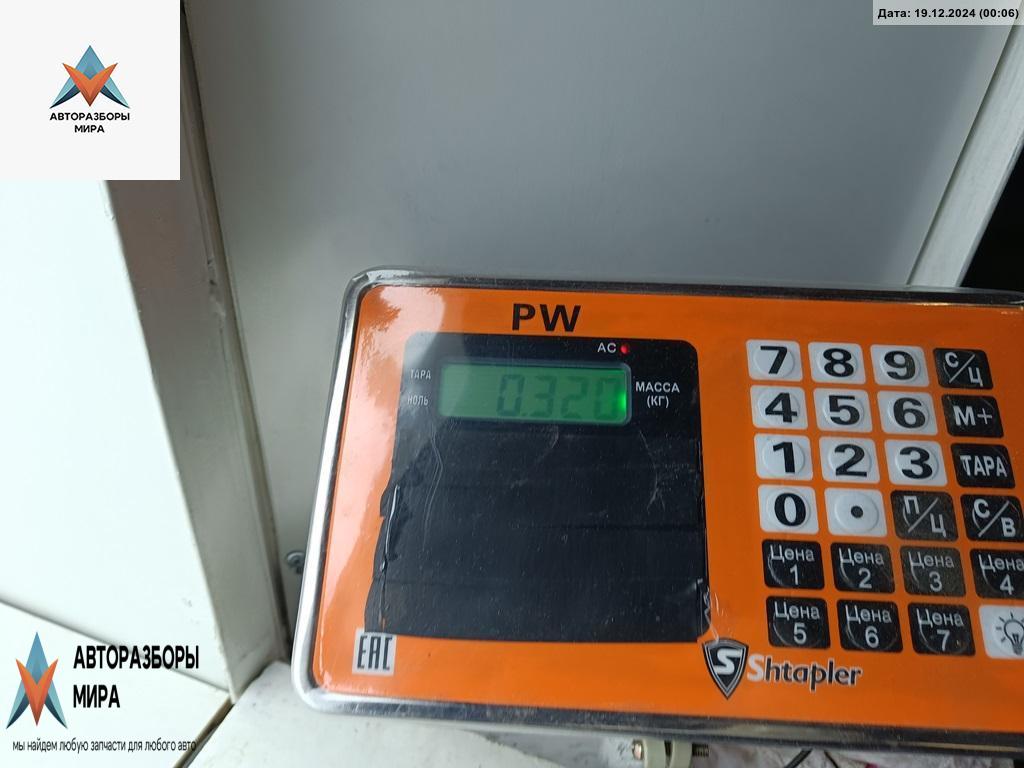 Дата: 19.12.2024 (00:06)
АВТОРАЗБОРЫ
МИРА
PW
AC
ТАРА
НОЛЬ
0.320
МАССА
(КГ)
7 8 9 С/Ц
4 5 6 М+
1 2 3 ТАРА
0 . П/Ц С/В
Цена 1 Цена 2 Цена 3 Цена 4
Цена 5 Цена 6 Цена 7
EAC
S Shtapler
АВТОРАЗБОРЫ
МИРА
мы найдем любую запчасти для любого авто